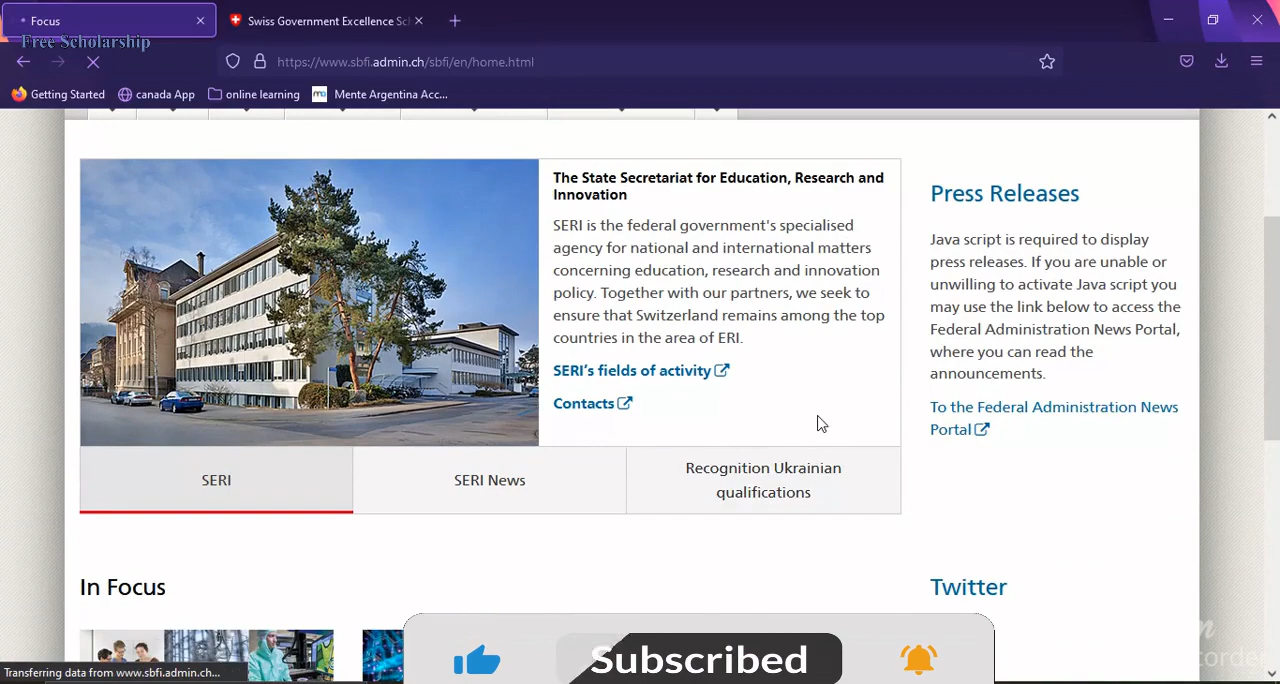 Focus
Swiss Government Excellence Sc
Free Scholarship
https://www.sbfi.admin.ch/sbfi/en/home.html
Getting Started
canada App
online learning
Mente Argentina Acc...
The State Secretariat for Education, Research and
Innovation
SERI is the federal government's specialised
agency for national and international matters
concerning education, research and innovation
policy. Together with our partners, we seek to
ensure that Switzerland remains among the top
countries in the area of ERI.
SERI's fields of activity
Contacts
Press Releases
Java script is required to display
press releases. If you are unable or
unwilling to activate Java script you
may use the link below to access the
Federal Administration News Portal,
where you can read the
announcements.
To the Federal Administration News
Portal
SERI
SERI News
Recognition Ukrainian
qualifications
In Focus
Twitter
Subscribed
Transferring data from www.sbfi.admin.ch...